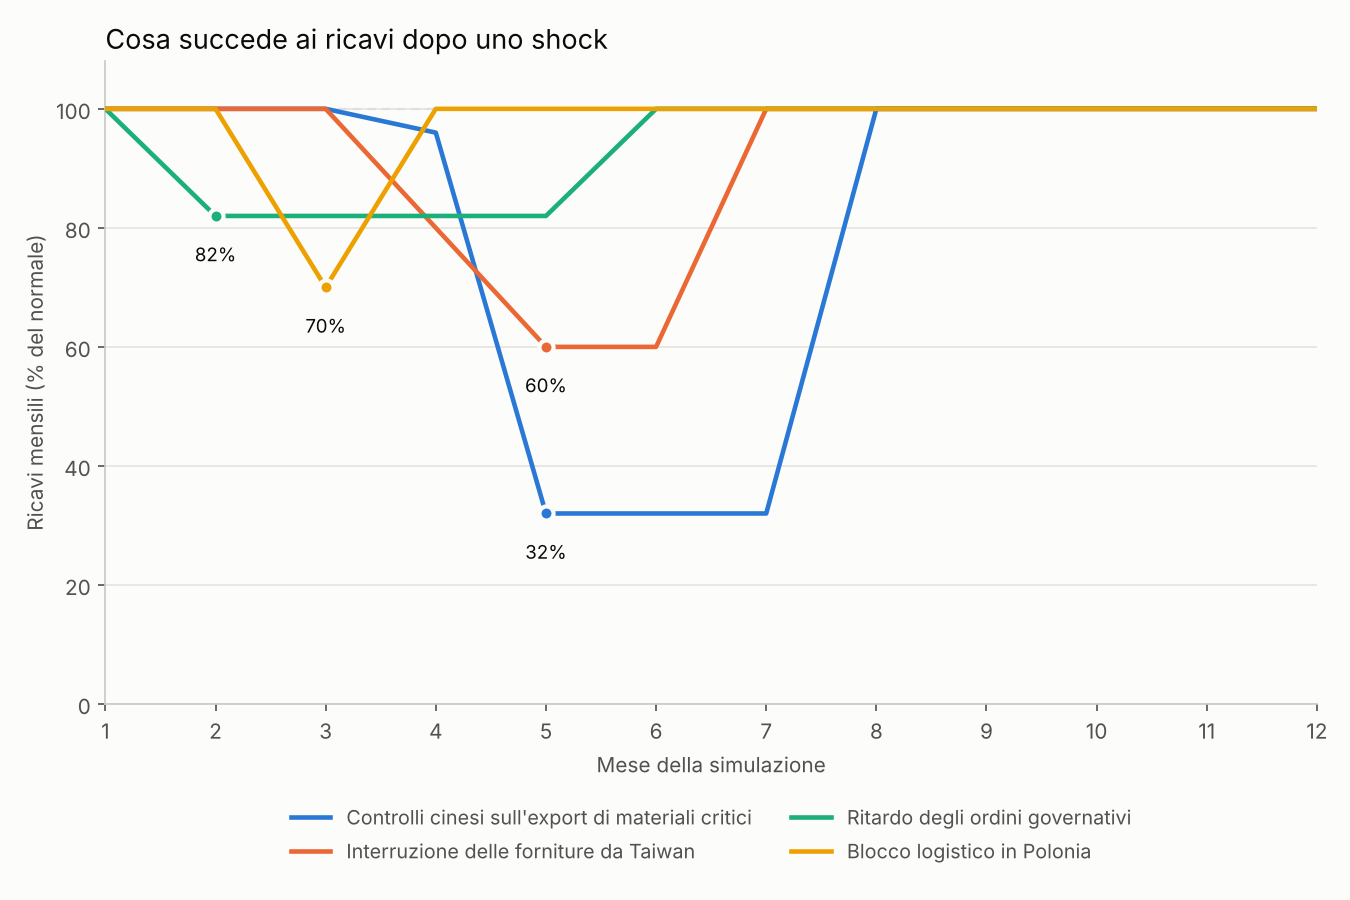 Cosa succede ai ricavi dopo uno shock
Ricavi mensili (% del normale)
100
80
60
40
20
0
82%
70%
60%
32%
1 2 3 4 5 6 7 8 9 10 11 12
Mese della simulazione
Controlli cinesi sull'export di materiali critici
Ritardo degli ordini governativi
Interruzione delle forniture da Taiwan
Blocco logistico in Polonia